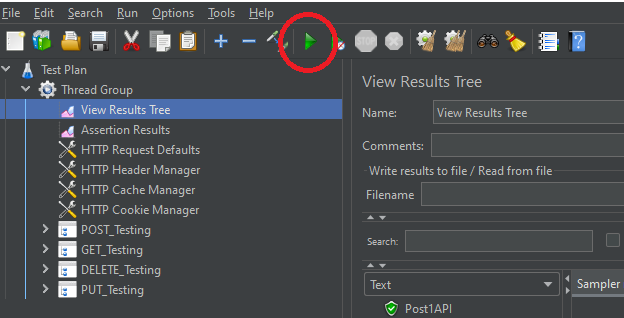 File Edit Search Run Options Tools Help
STOP
Test Plan
Thread Group
View Results Tree
Assertion Results
HTTP Request Defaults
HTTP Header Manager
HTTP Cache Manager
HTTP Cookie Manager
POST_Testing
GET_Testing
DELETE_Testing
PUT_Testing
View Results Tree
Name: View Results Tree
Comments:
Write results to file / Read from file
Filename
Search:
Text
Sampler
Post1API